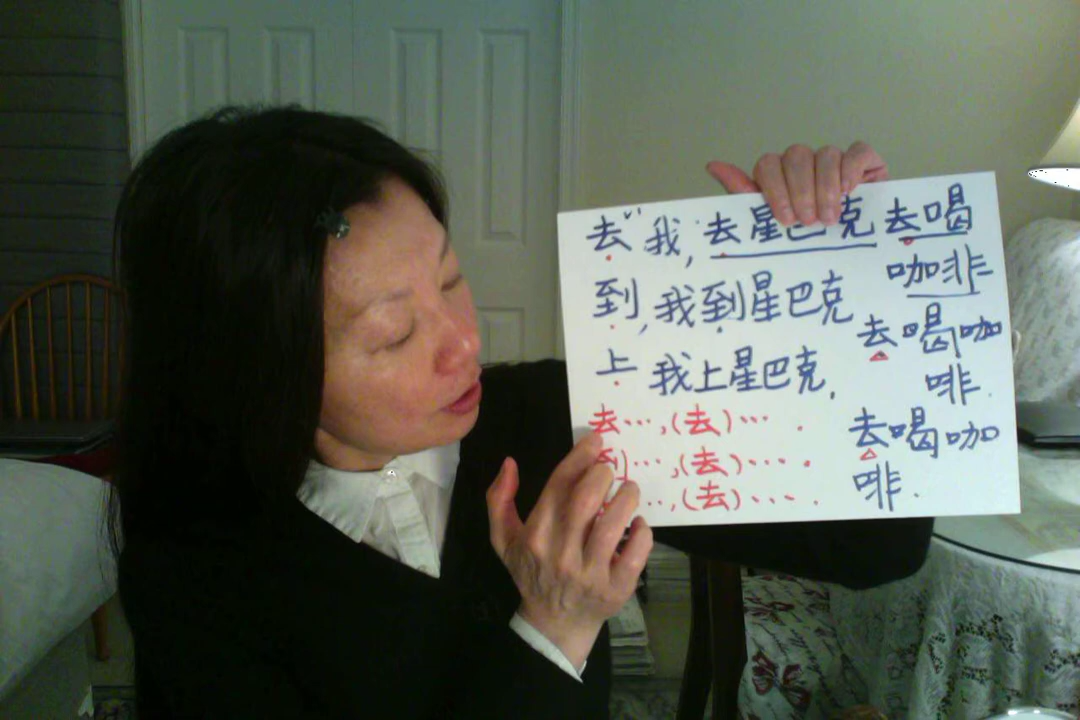 去" 我,去星巴克去喝
咖啡
到,我到星巴克
去喝咖
啡.
上 我上星巴克,
去喝咖
啡.
去…,(去)….
到…,(去)….
…,(去)….